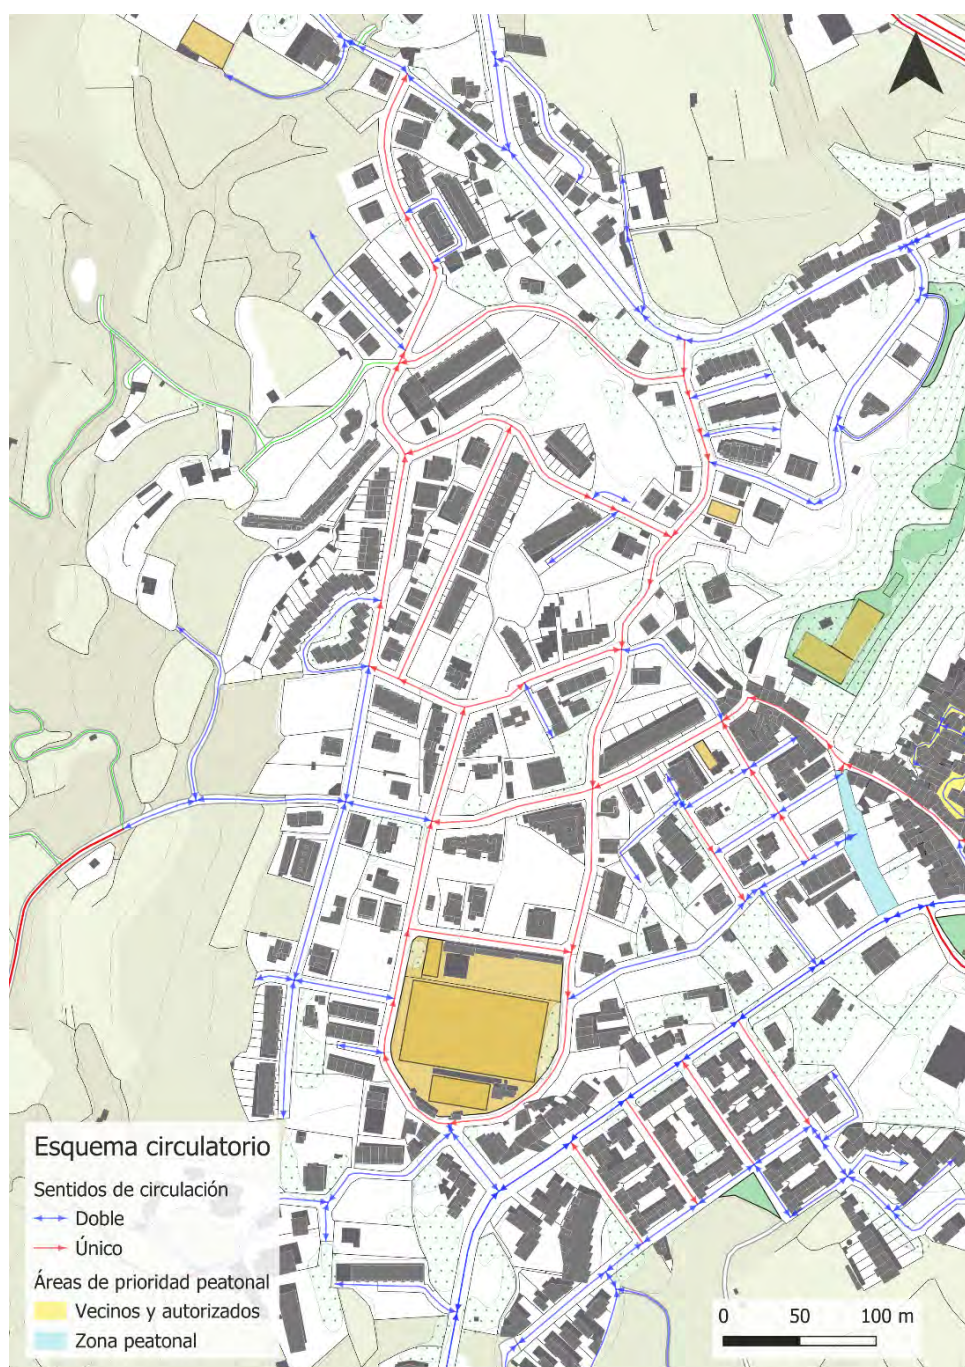 Esquema circulatorio
Sentidos de circulación
Doble
Único
Áreas de prioridad peatonal
Vecinos y autorizados
Zona peatonal
0 50 100 m